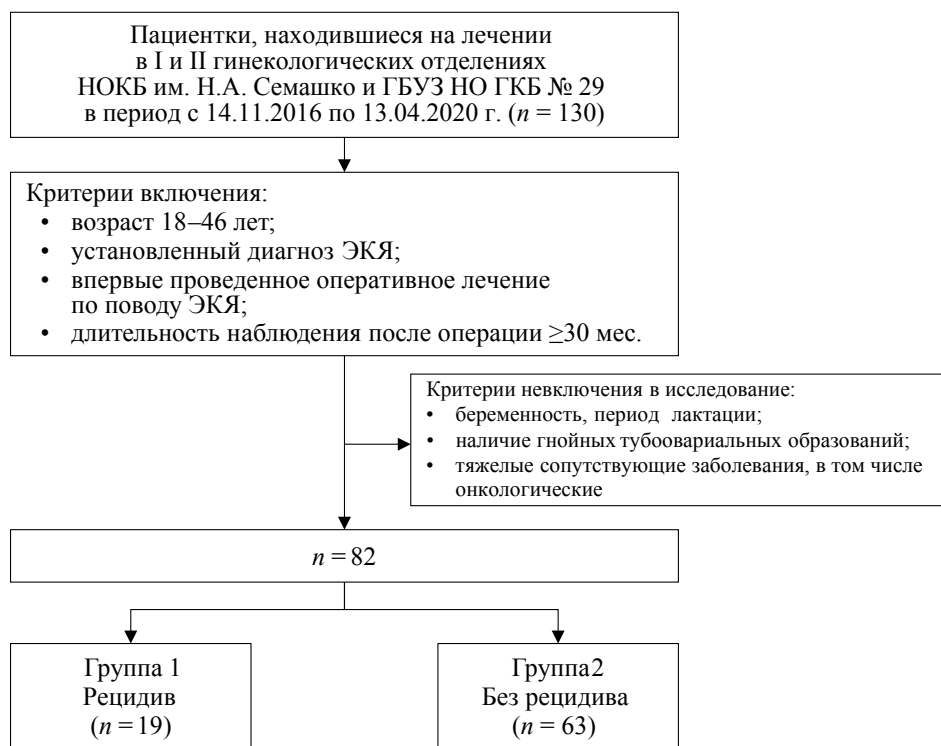 Пациентки, находившиеся на лечении
в I и II гинекологических отделениях
НОКБ им. Н.А. Семашко и ГБУЗ НО ГКБ № 29
в период с 14.11.2016 по 13.04.2020 г. (n = 130)
Критерии включения:
• возраст 18–46 лет;
• установленный диагноз ЭКЯ;
• впервые проведенное оперативное лечение
по поводу ЭКЯ;
• длительность наблюдения после операции ≥30 мес.
Критерии невключения в исследование:
• беременность, период лактации;
• наличие гнойных тубоовариальных образований;
• тяжелые сопутствующие заболевания, в том числе
онкологические
n = 82
Группа 1
Рецидив
(n = 19)
Группа2
Без рецидива
(n = 63)